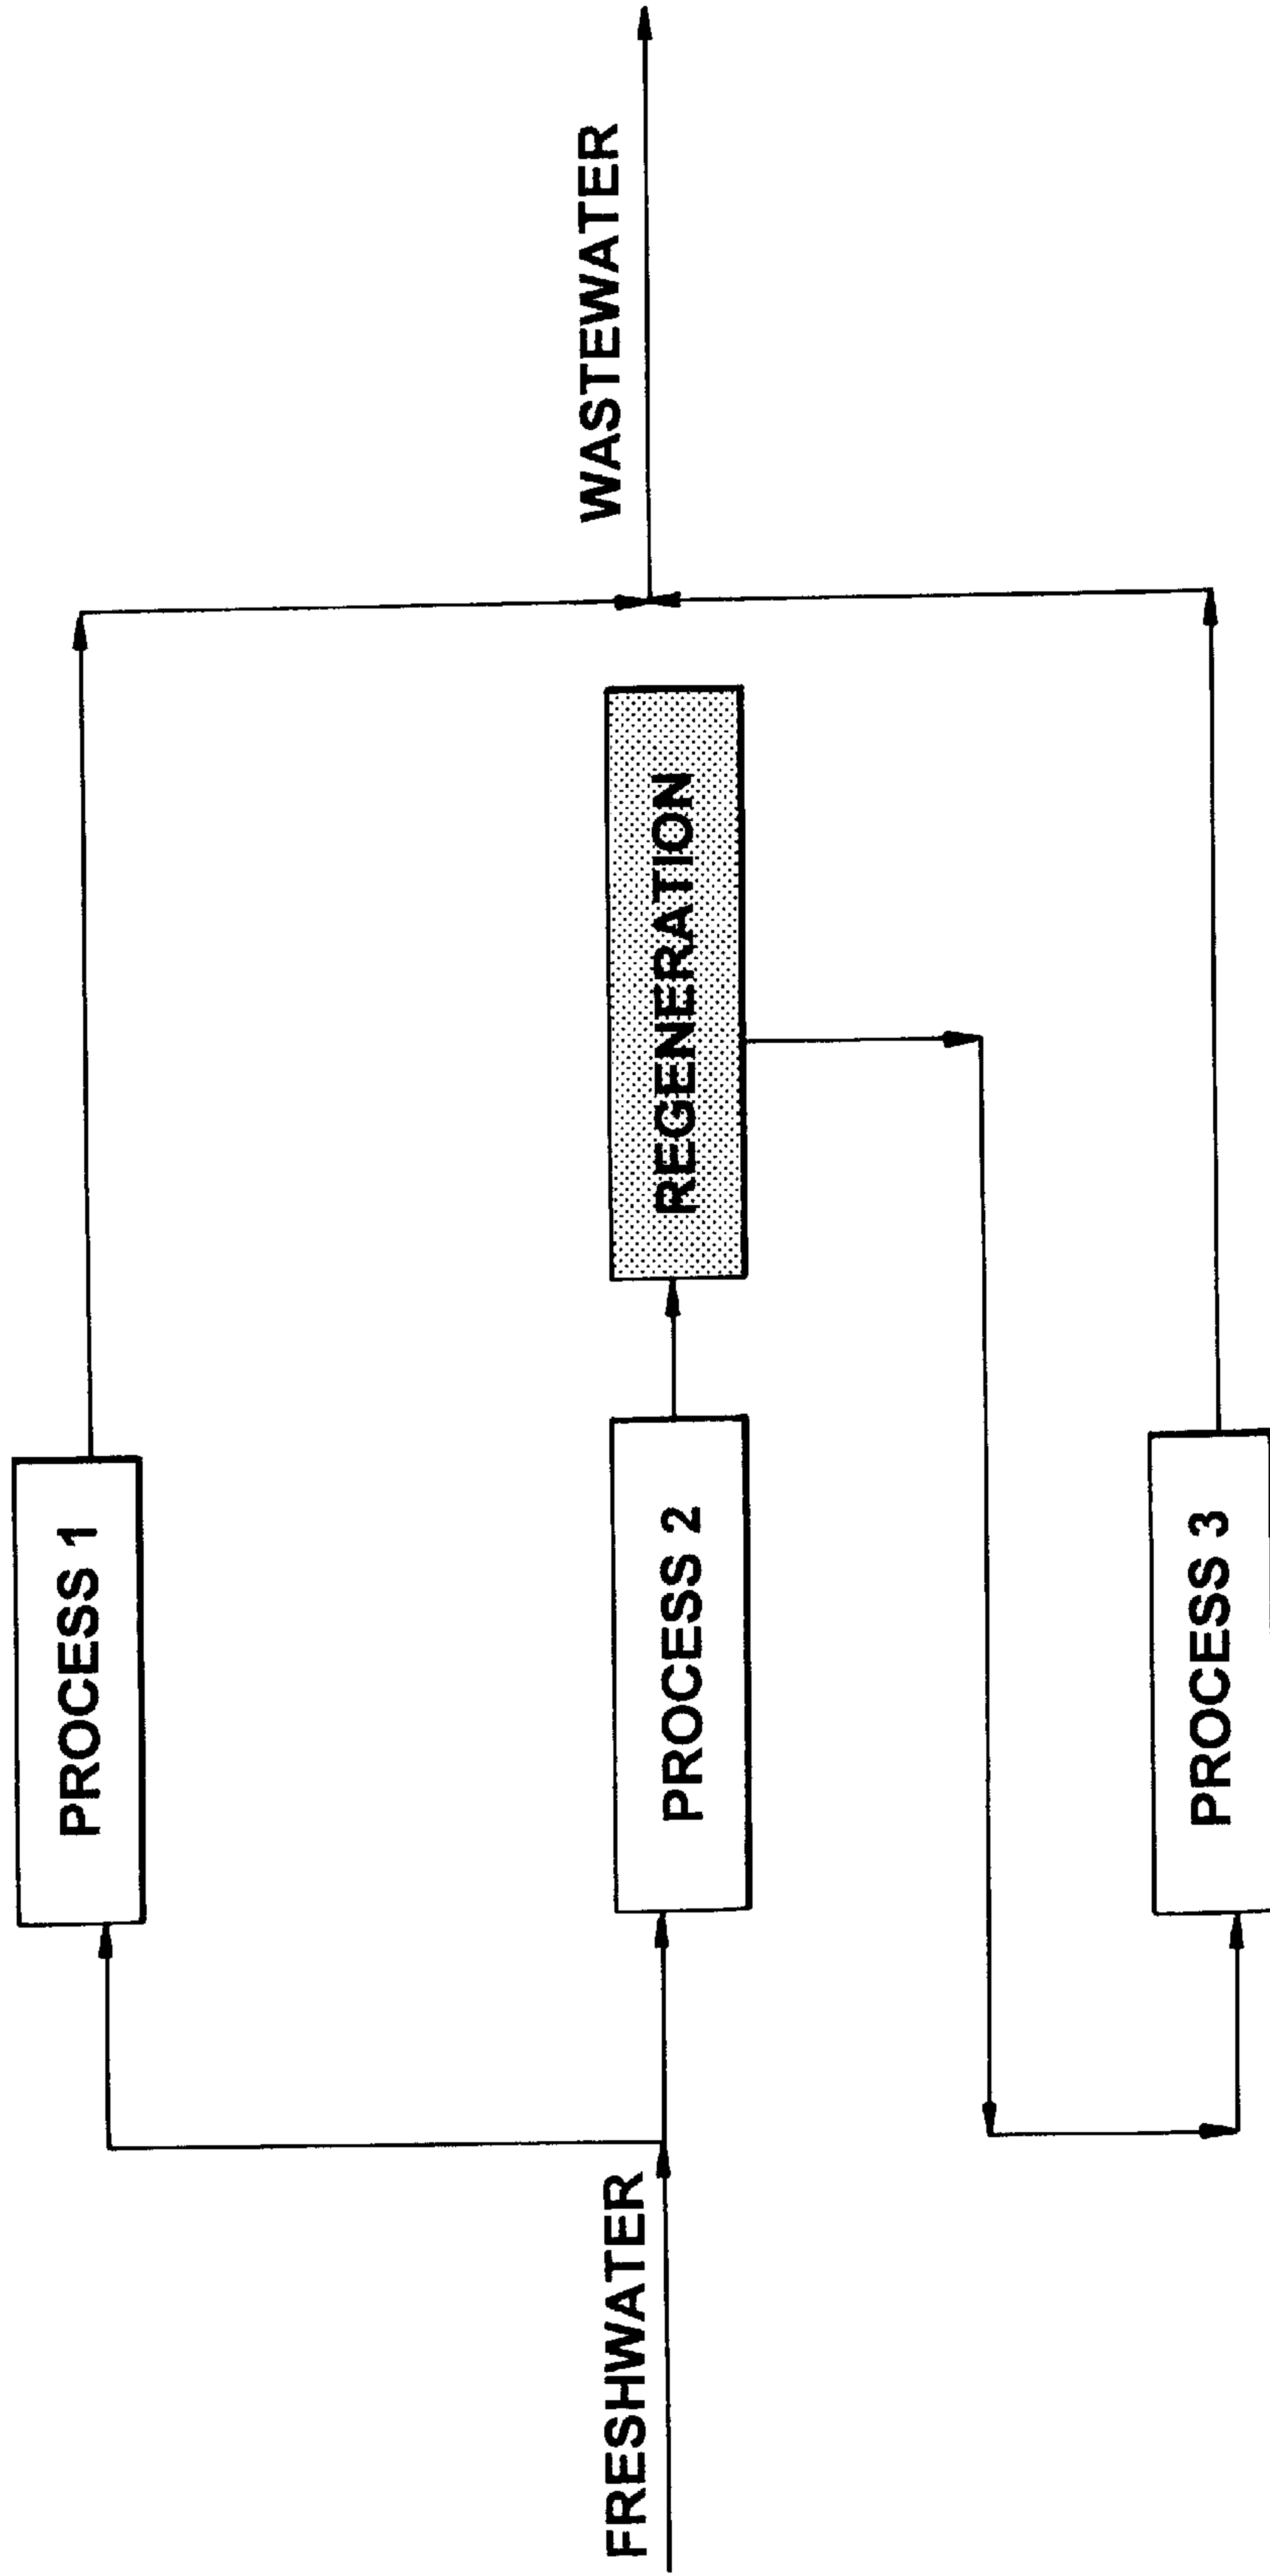 FRESHWATER
PROCESS 1
PROCESS 2
PROCESS 3
REGENERATION
WASTEWATER